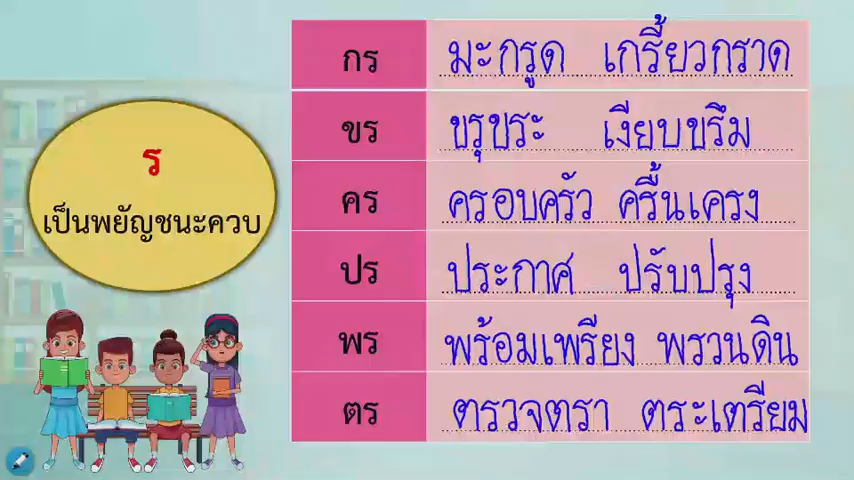 ร
เป็นพยัญชนะควบ
กร มะกรูด เกรี้ยวกราด
ขร ขรุขระ เงียบขรึม
คร ครอบครัว ครื้นเครง
ปร ประกาศ ปรับปรุง
พร พร้อมเพรียง พรวนดิน
ตร ตรวจตรา ตระเตรียม